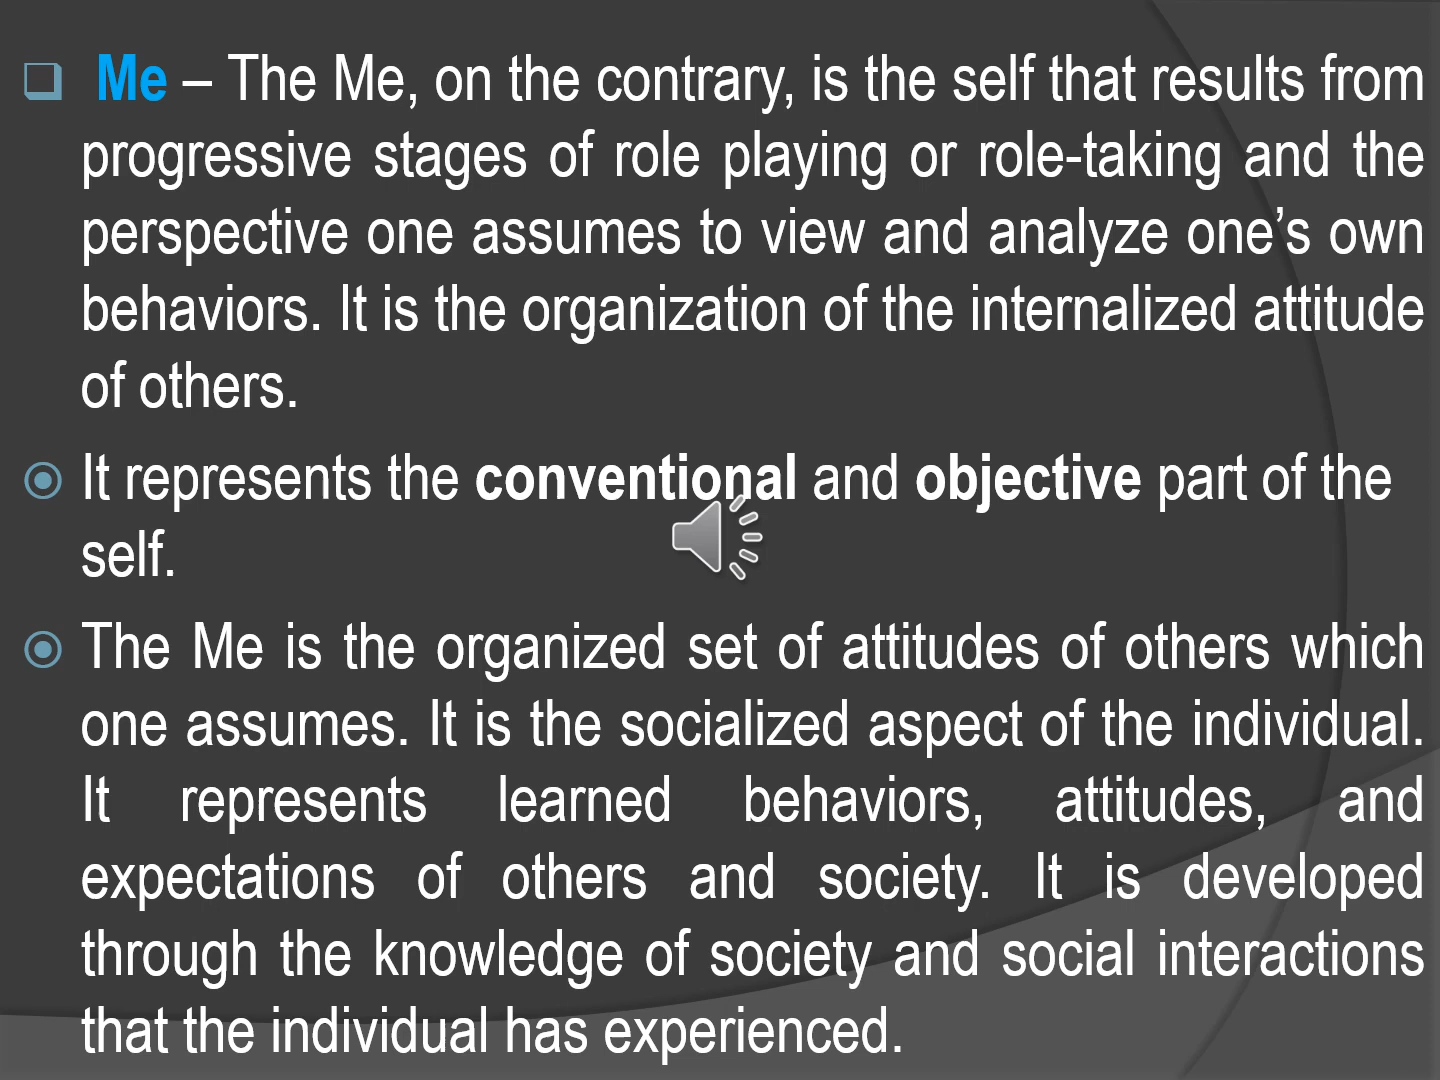 Me – The Me, on the contrary, is the self that results from
progressive stages of role playing or role-taking and the
perspective one assumes to view and analyze one’s own
behaviors. It is the organization of the internalized attitude
of others.
It represents the conventional and objective part of the
self.
The Me is the organized set of attitudes of others which
one assumes. It is the socialized aspect of the individual.
It represents learned behaviors, attitudes, and
expectations of others and society. It is developed
through the knowledge of society and social interactions
that the individual has experienced.